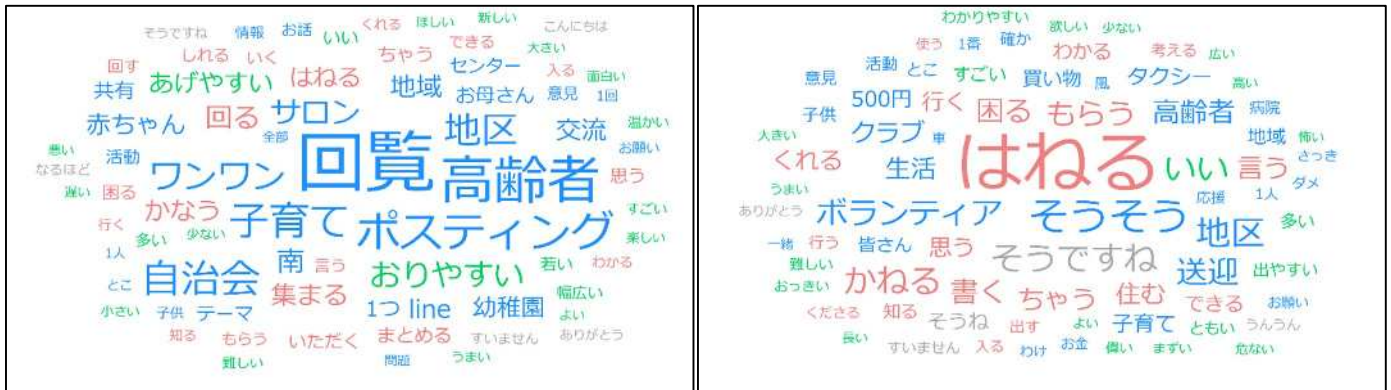 そうですね 情報 お話 くれる ほしい 新しい こんにちは
いい できる 大きい
しれる いく ちゃう センター 入る 面白い
回す あげやすい はねる 地域 お母さん 意見 1回
共有 サロン
赤ちゃん 回る 全部 回覧 地区 交流 温かい
お願い
悪い 活動 ワンワン 高齢者 思う
なるほど
遅い 困る かなう 子育て ポスティング すごい
行く 多い 少ない 楽しい
1人 自治会 南 言う おりやすい 若い わかる
とこ 集まる 1つ line 幼稚園 幅広い
小さい 子供 テーマ よい
知る もらう いただく まとめる すいません ありがとう
難しい 問題 うまい
わかりやすい 欲しい 少ない
使う 1番 確か わかる 考える 広い
意見 活動 とこ すごい 買い物 風 タクシー 高い
子供 500円 行く 困る もらう 高齢者 病院
大きい クラブ 車 地域 怖い
くれる 生活 はねる いい 言う さっき
うまい 応援 1人 ダメ
ありがとう ボランティア そうそう 地区 多い
一緒 行う 皆さん 思う そうですね
難しい 送迎 出やすい
おっきい かねる 書く ちゃう 住む できる お願い
くださる 知る そうね 出す よい 子育て ともい うんうん
長い すいません 入る わけ お金 偉い まずい 危ない